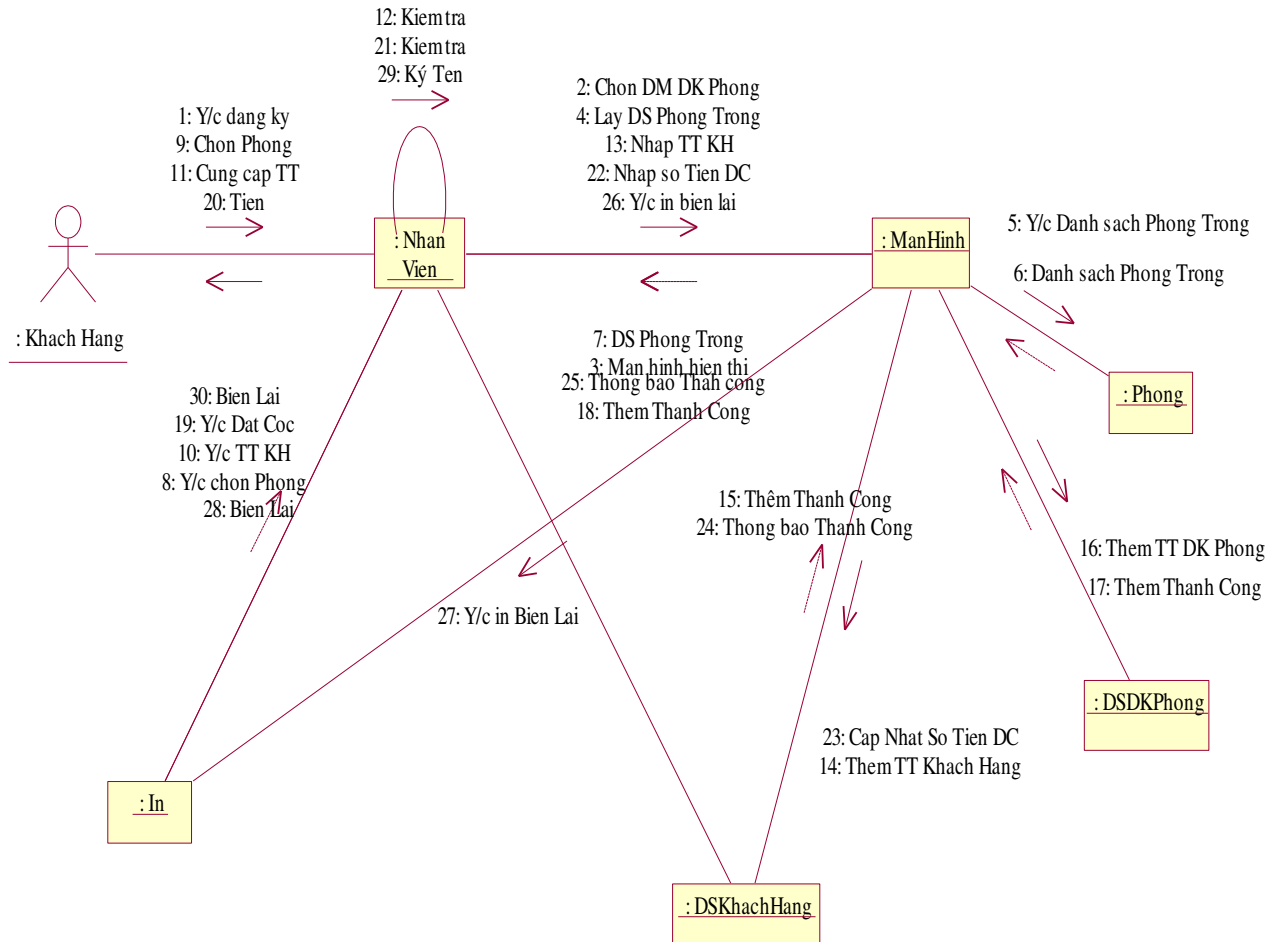 12: Kiem tra
21: Kiem tra
29: Ký Ten
2: Chon DM DK Phong
4: Lay DS Phong Trong
13: Nhap TT KH
22: Nhap so Tien DC
26: Y/c in bien lai
1: Y/c dang ky
9: Chon Phong
11: Cung cap TT
20: Tien
5: Y/c Danh sach Phong Trong
6: Danh sach Phong Trong
: Nhan
Vien
: ManHinh
: Khach Hang
7: DS Phong Trong
3: Man hinh hien thi
25: Thong bao Thah cong
18: Them Thanh Cong
: Phong
30: Bien Lai
19: Y/c Dat Coc
10: Y/c TT KH
8: Y/c chon Phong
28: Bien Lai
15: Thêm Thanh Cong
24: Thong bao Thanh Cong
16: Them TT DK Phong
17: Them Thanh Cong
27: Y/c in Bien Lai
: DSDKPhong
23: Cap Nhat So Tien DC
14: Them TT Khach Hang
: In
: DSKhachHang